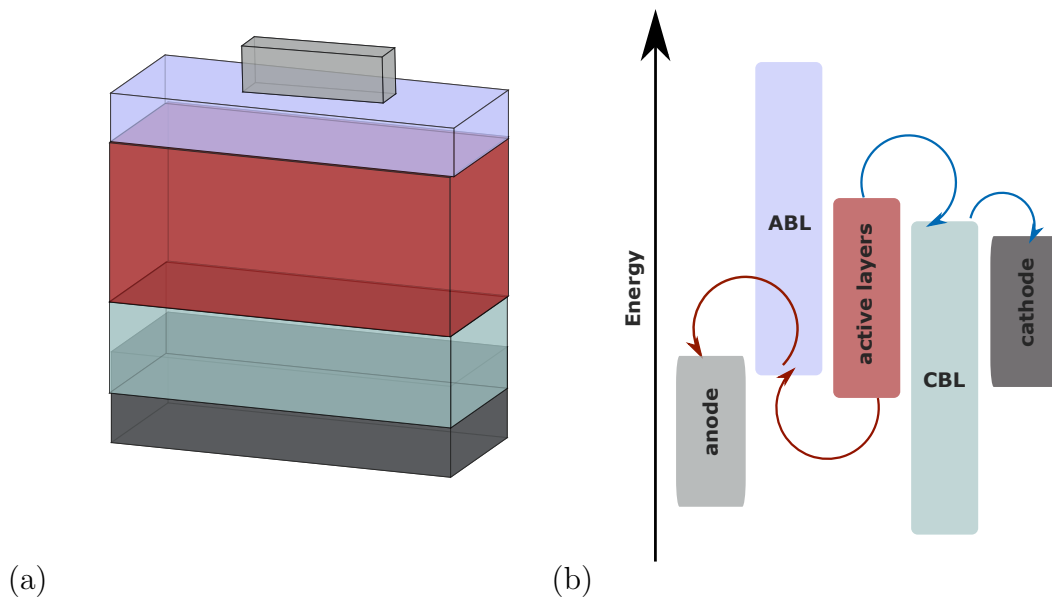 (a)
Energy
anode
ABL
active layers
CBL
cathode
(b)